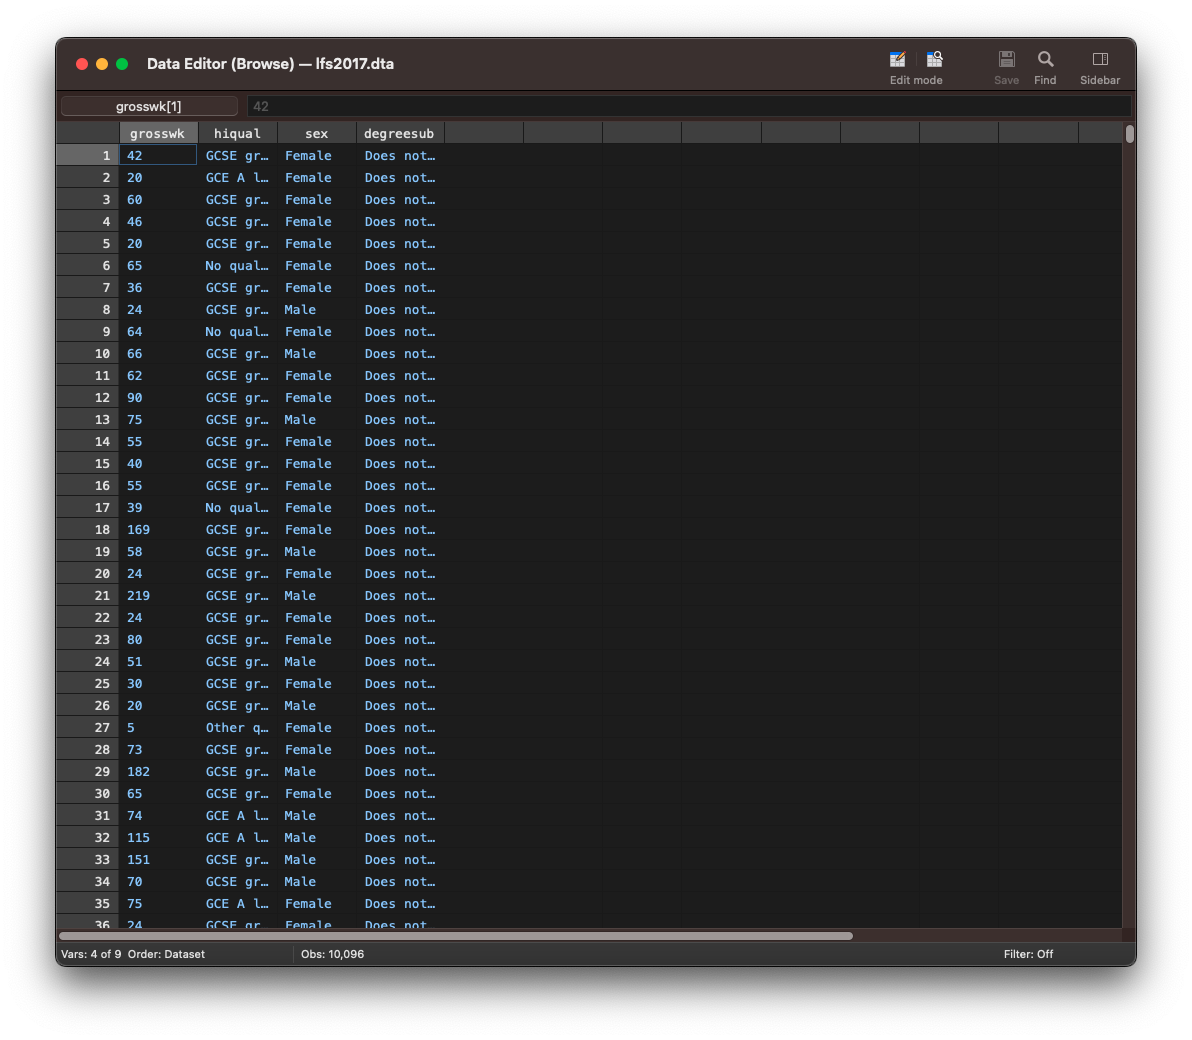 Data Editor (Browse) — lfs2017.dta
Edit mode Save Find Sidebar
grosswk[1] 42
grosswk hiqual sex degreesub
1 42 GCSE gr… Female Does not…
2 20 GCE A l… Female Does not…
3 60 GCSE gr… Female Does not…
4 46 GCSE gr… Female Does not…
5 20 GCSE gr… Female Does not…
6 65 No qual… Female Does not…
7 36 GCSE gr… Female Does not…
8 24 GCSE gr… Male Does not…
9 64 No qual… Female Does not…
10 66 GCSE gr… Male Does not…
11 62 GCSE gr… Female Does not…
12 90 GCSE gr… Female Does not…
13 75 GCSE gr… Male Does not…
14 55 GCSE gr… Female Does not…
15 40 GCSE gr… Female Does not…
16 55 GCSE gr… Female Does not…
17 39 No qual… Female Does not…
18 169 GCSE gr… Female Does not…
19 58 GCSE gr… Male Does not…
20 24 GCSE gr… Female Does not…
21 219 GCSE gr… Male Does not…
22 24 GCSE gr… Female Does not…
23 80 GCSE gr… Female Does not…
24 51 GCSE gr… Male Does not…
25 30 GCSE gr… Female Does not…
26 20 GCSE gr… Male Does not…
27 5 Other q… Female Does not…
28 73 GCSE gr… Female Does not…
29 182 GCSE gr… Male Does not…
30 65 GCSE gr… Female Does not…
31 74 GCE A l… Male Does not…
32 115 GCE A l… Male Does not…
33 151 GCSE gr… Male Does not…
34 70 GCSE gr… Male Does not…
35 75 GCE A l… Female Does not…
36 24 GCSE gr… Female Does not…
Vars: 4 of 9 Order: Dataset Obs: 10,096 Filter: Off